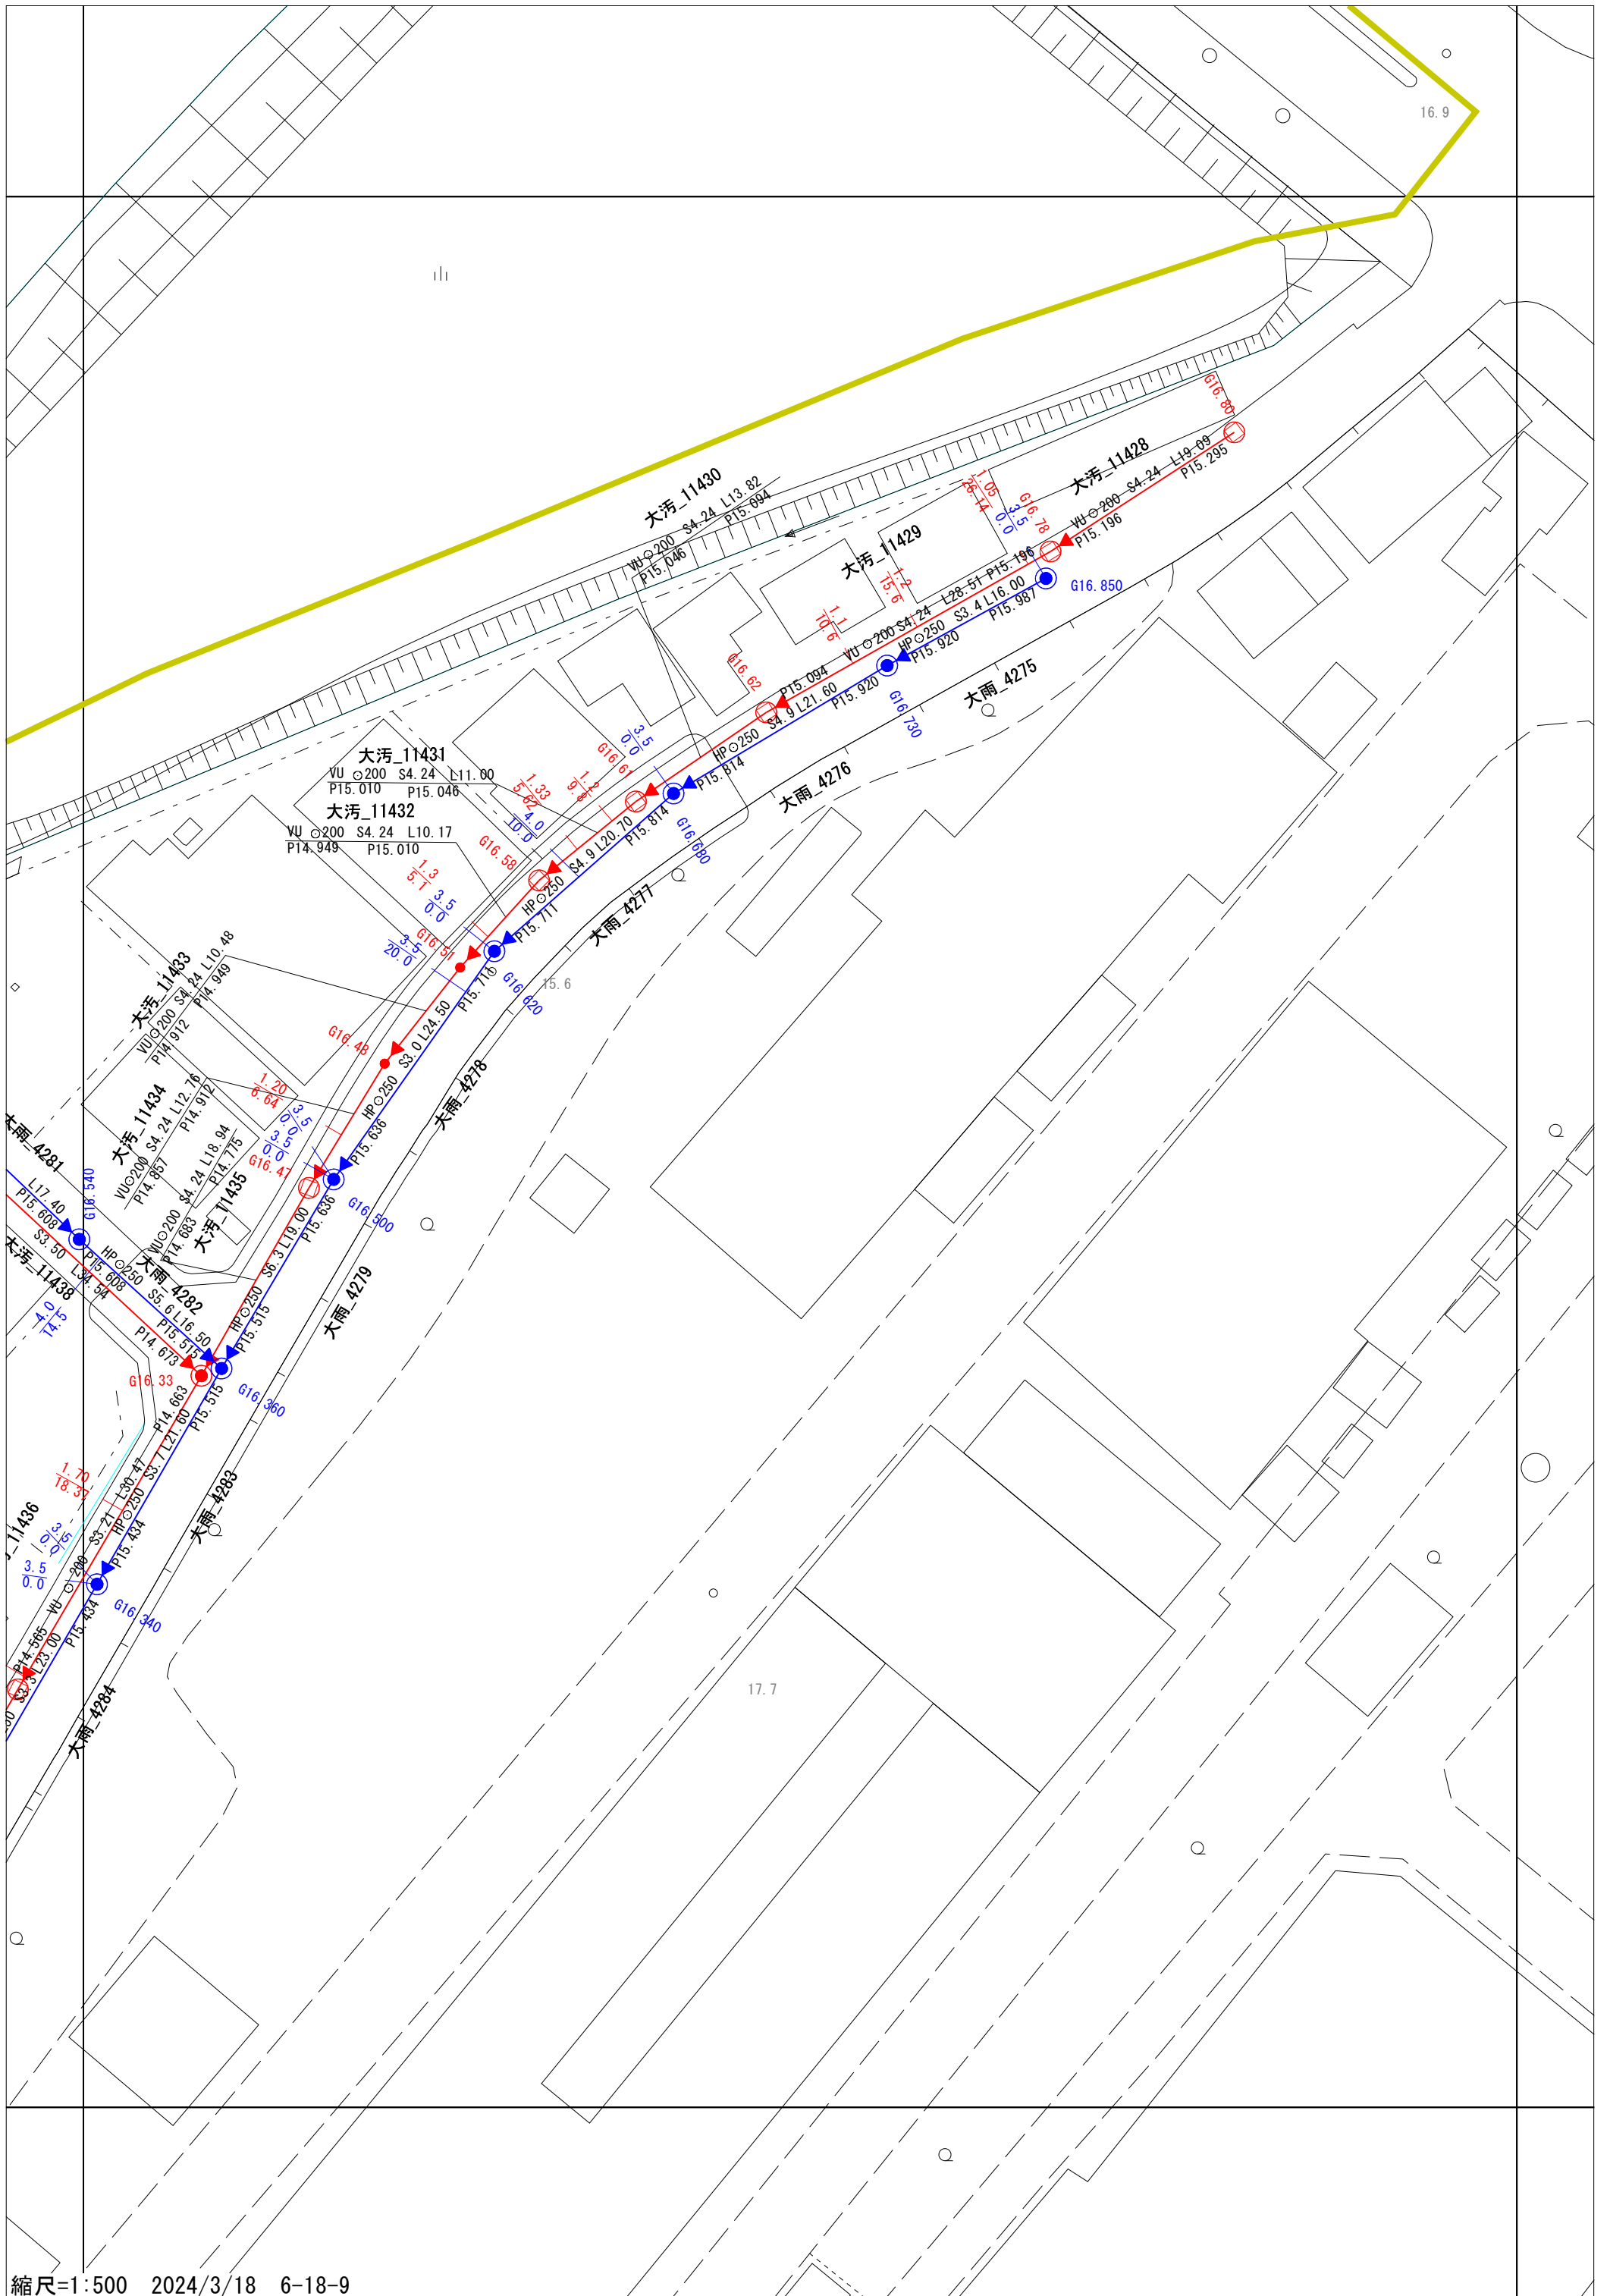 16.9
G16.80
大汚_11428
VU ⊙200 S4.24 L19.09
P15.295
P15.196
大汚_11430
VU ⊙200 S4.24 L13.82
P15.046 P15.094
1.05
26.14
G16.78
3.5
0.0
大汚_11429
1.2
15.6
VU ⊙200 S4.24 L28.51 P15.196
P15.094
G16.850
HP⊙250 S3.4 L16.00
P15.987
P15.920
1.1
10.6
G16.62
大雨_4275
G16.730
HP⊙250 S4.9 L21.60
P15.920
P15.814
大雨_4276
3.5
0.0
G16.61
大汚_11431
VU ⊙200 S4.24 L11.00
P15.010 P15.046
1.33
5.62
4.0
10.0
大汚_11432
VU ⊙200 S4.24 L10.17
P14.949 P15.010
G16.58
G16.680
HP⊙250 S4.9 L20.70
P15.814
P15.711
1.3
5.1
3.5
0.0
大雨_4277
G16.51
3.5
20.0
G16.620
15.6
大汚_11433
VU⊙200 S4.24 L10.48
P14.912 P14.949
G16.48
HP⊙250 S3.0 L24.50
P15.711
P15.636
大雨_4278
大汚_11434
VU⊙200 S4.24 L12.76
P14.857 P14.912
1.20
6.64
3.5
0.0
3.5
0.0
G16.47
大雨_4281
G16.540
L17.40
P15.608
大汚_11435
VU⊙200 S4.24 L18.94
P14.683 P14.775
G16.500
HP⊙250 S6.3 L19.00
P15.636
P15.515
大雨_4279
S3.50 L34.54
P14.673
大汚_11438
大雨_4282
HP⊙250 S5.6 L16.50
P15.608
P15.515
4.0
14.5
G16.33
G16.360
P14.663
VU ⊙ 200 S3.21 L30.47
P14.565
HP⊙250 S3.7 L21.60
P15.515
P15.434
1.70
18.37
大雨_4283
_11436
3.5
0.0
3.5
0.0
G16.340
S3.3 L23.00
P15.434
大雨_4284
17.7
縮尺=1:500 2024/3/18 6-18-9